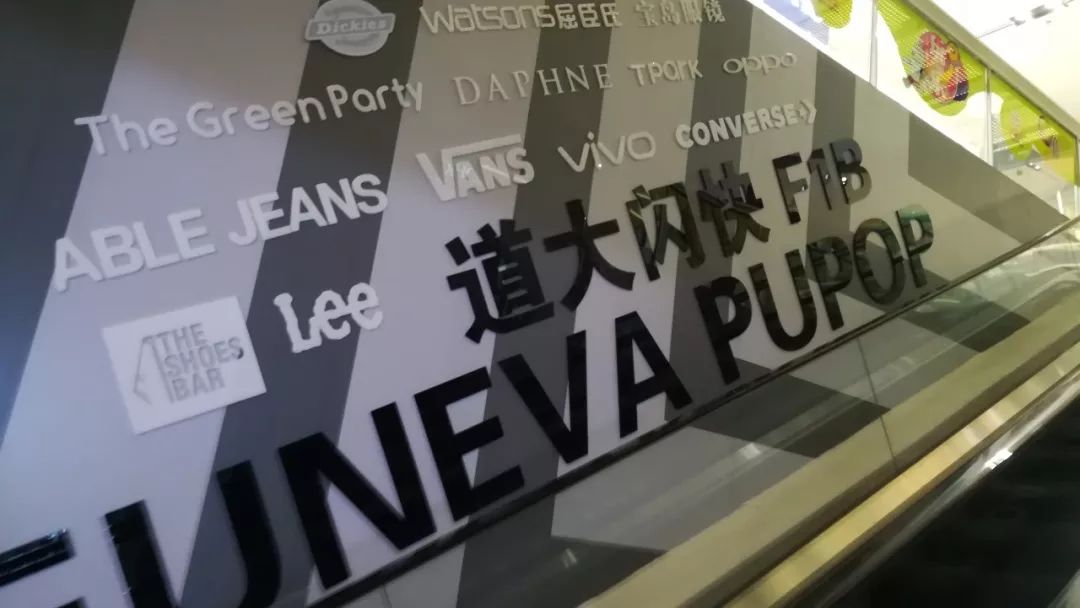 Dickies Watsons屈臣氏 宝岛眼镜
The Green Party DAPHNE TPark oppo
ABLE JEANS VANS vivo CONVERSE
THE SHOES BAR Lee
道大闪快 F1B
EUNEVA PUPOP